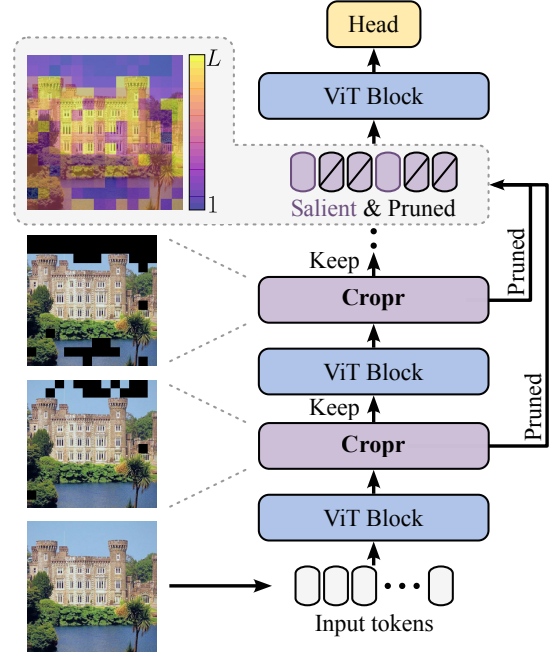 Head
ViT Block
L
1
Salient & Pruned
Keep
Cropr
Pruned
ViT Block
Keep
Cropr
Pruned
ViT Block
Input tokens